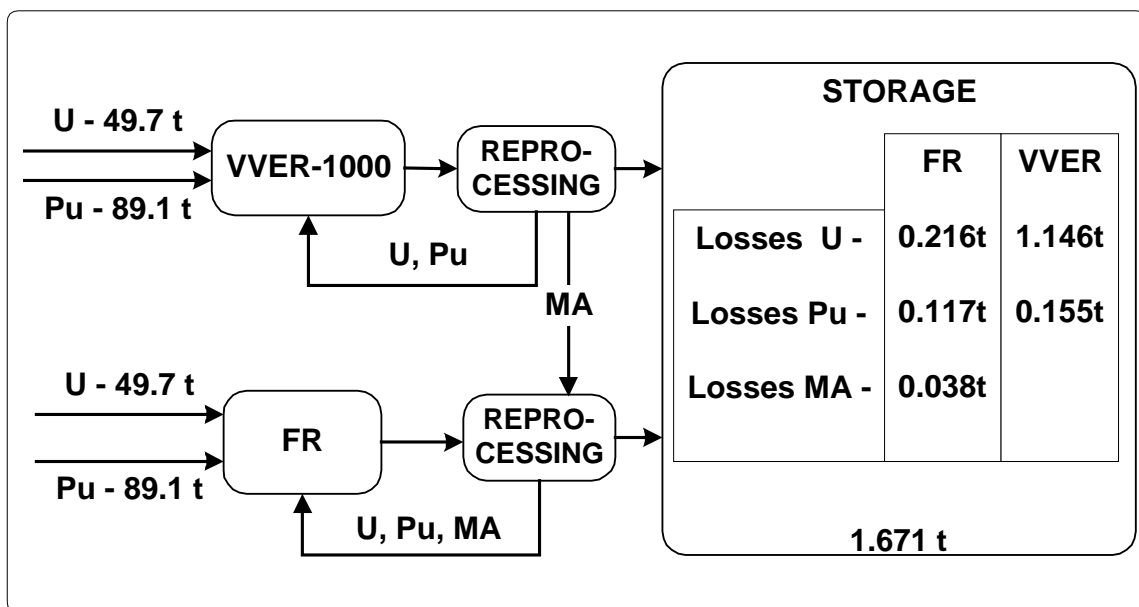 U - 49.7 t
Pu - 89.1 t
VVER-1000
REPRO-
CESSING
U, Pu
MA
U - 49.7 t
Pu - 89.1 t
FR
REPRO-
CESSING
U, Pu, MA
STORAGE
FR VVER
Losses U - 0.216t 1.146t
Losses Pu - 0.117t 0.155t
Losses MA - 0.038t
1.671 t